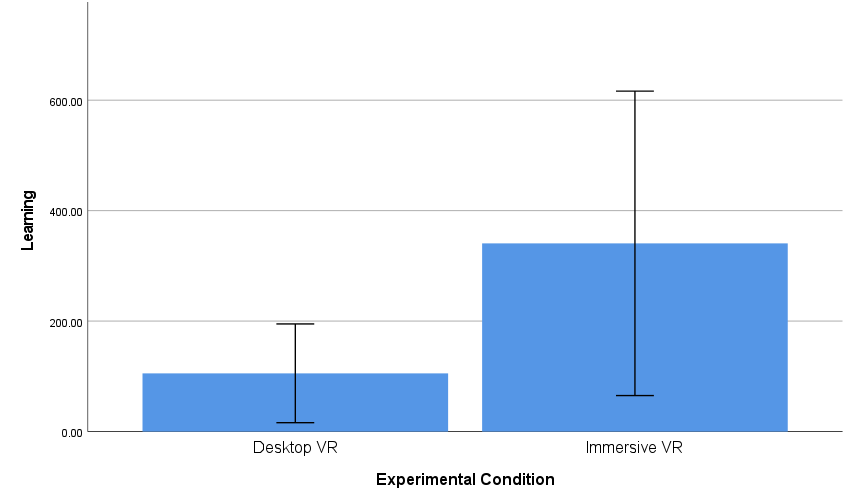 Learning
600.00
400.00
200.00
0.00
Desktop VR
Immersive VR
Experimental Condition